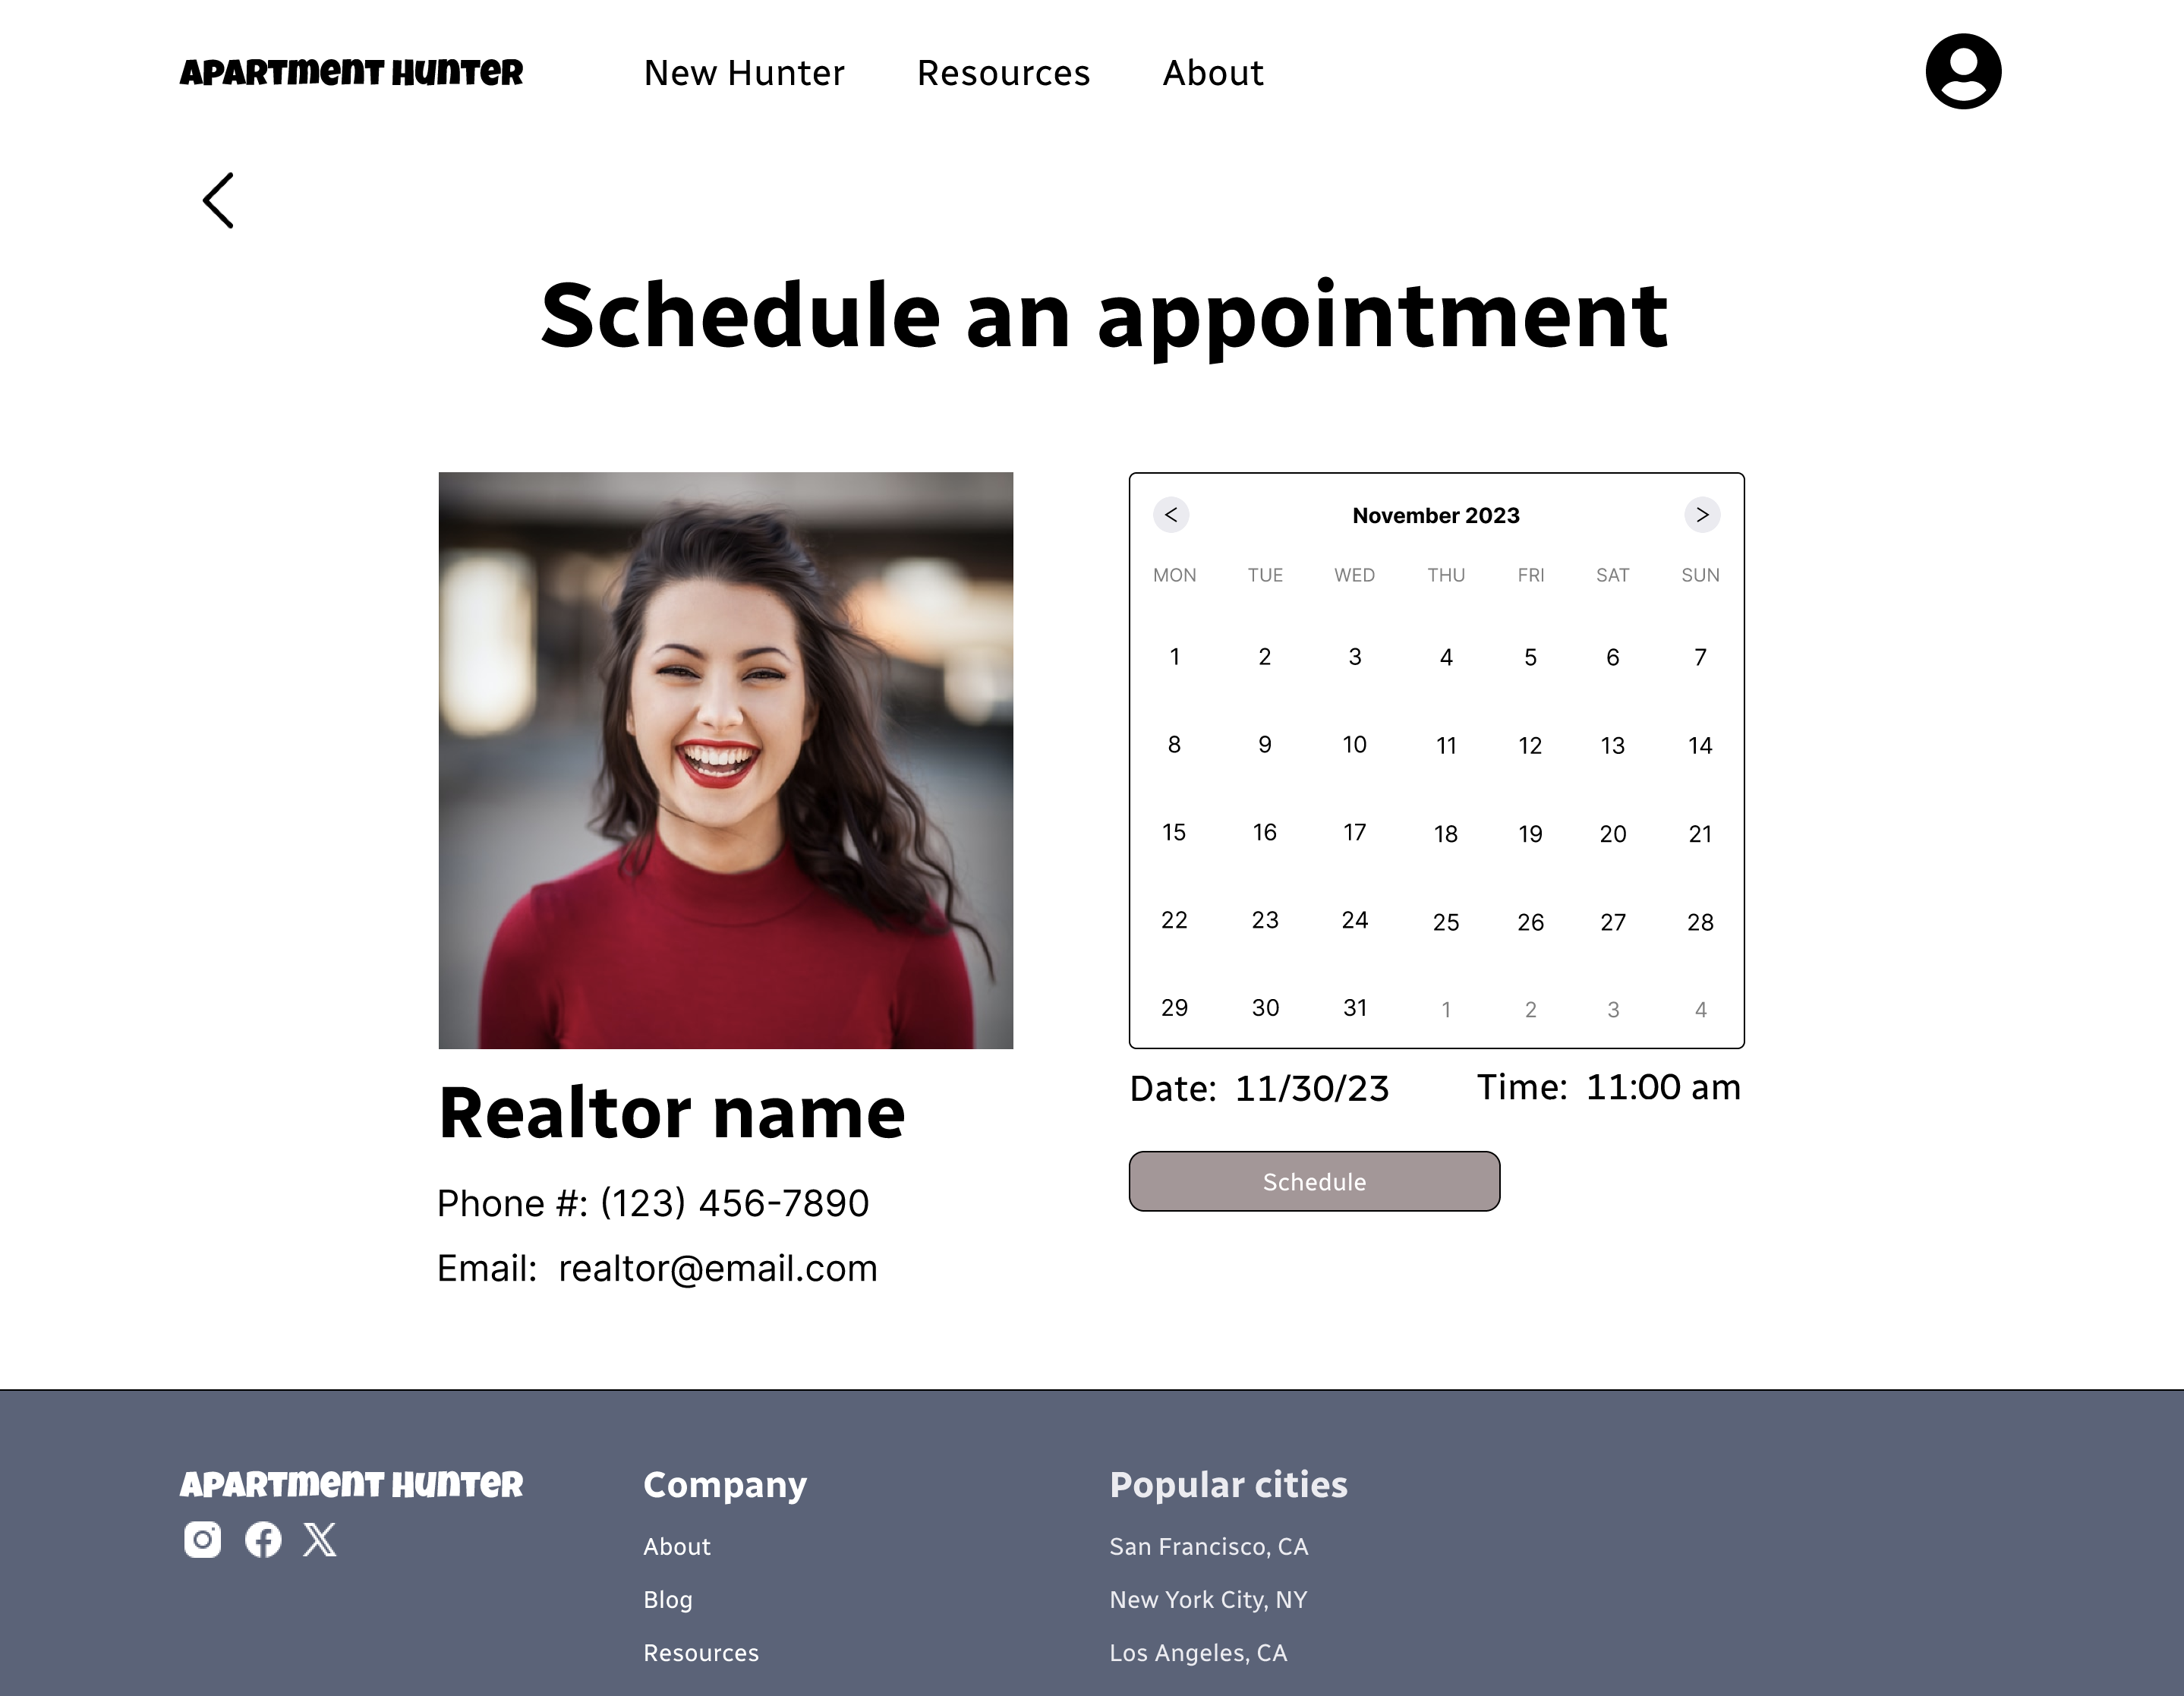 Apartment Hunter New Hunter Resources About
Schedule an appointment
< November 2023 >
MON TUE WED THU FRI SAT SUN
1 2 3 4 5 6 7
8 9 10 11 12 13 14
15 16 17 18 19 20 21
22 23 24 25 26 27 28
29 30 31 1 2 3 4
Date: 11/30/23 Time: 11:00 am
Schedule
Realtor name
Phone #: (123) 456-7890
Email: realtor@email.com
Apartment Hunter
Company
About
Blog
Resources
Popular cities
San Francisco, CA
New York City, NY
Los Angeles, CA